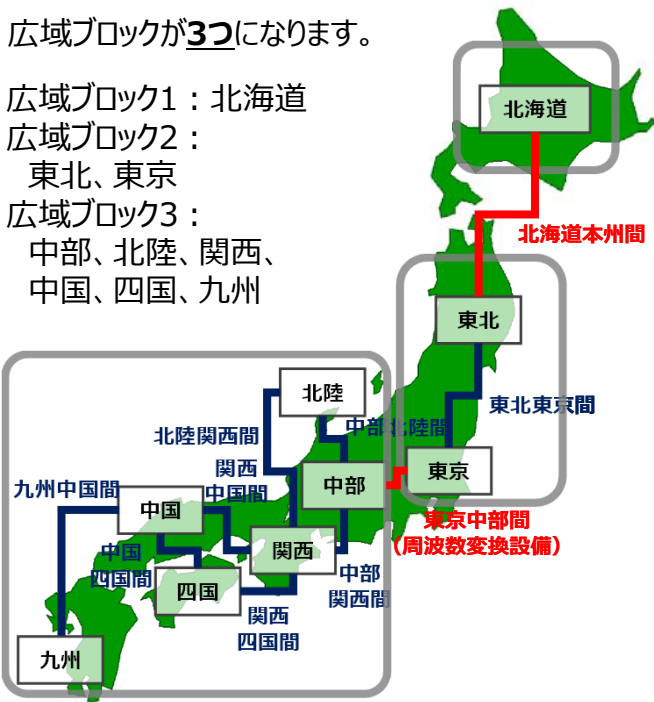 広域ブロックが3つになります。
広域ブロック1：北海道
広域ブロック2：
東北、東京
広域ブロック3：
中部、北陸、関西、
中国、四国、九州
北海道
北海道本州間
東北
東北東京間
北陸
北陸関西間
中部北陸間
関西
中国間
九州中国間
中部
東京
中国
東京中部間
（周波数変換設備）
関西
中国
四国間
四国
中部
関西間
関西
四国間
九州